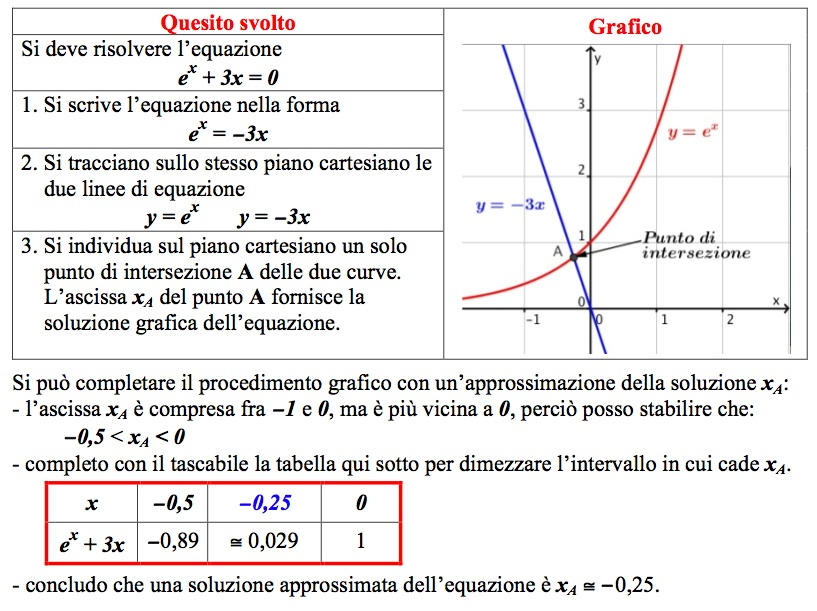 Quesito svolto
Si deve risolvere l'equazione
eˣ + 3x = 0
1. Si scrive l'equazione nella forma
eˣ = –3x
2. Si tracciano sullo stesso piano cartesiano le
due linee di equazione
y = eˣ y = –3x
3. Si individua sul piano cartesiano un solo
punto di intersezione A delle due curve.
L'ascissa x_A del punto A fornisce la
soluzione grafica dell'equazione.
Grafico
y
3
y = eˣ
2
y = −3x
1
A
Punto di
intersezione
0
x
−1
0
1
2
Si può completare il procedimento grafico con un'approssimazione della soluzione x_A:
- l'ascissa x_A è compresa fra –1 e 0, ma è più vicina a 0, perciò posso stabilire che:
–0,5 < x_A < 0
- completo con il tascabile la tabella qui sotto per dimezzare l'intervallo in cui cade x_A.
x –0,5 –0,25 0
eˣ + 3x –0,89 ≅ 0,029 1
- concludo che una soluzione approssimata dell'equazione è x_A ≅ –0,25.